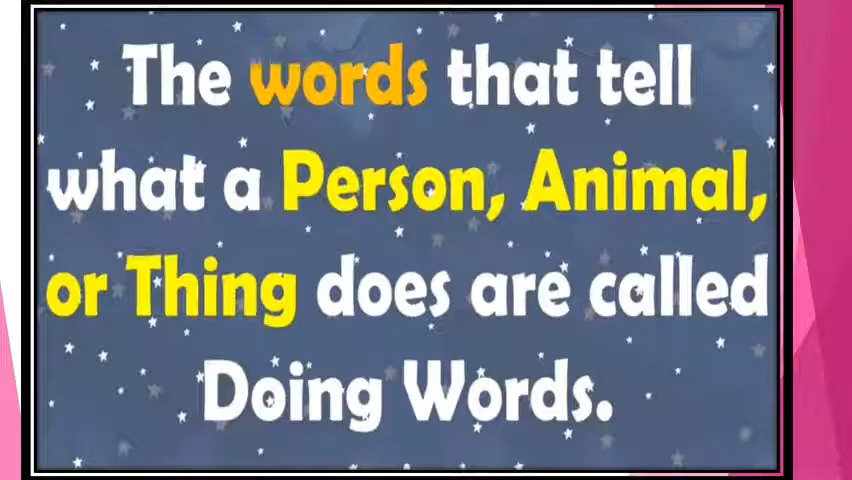 The words that tell
what a Person, Animal,
or Thing does are called
Doing Words.